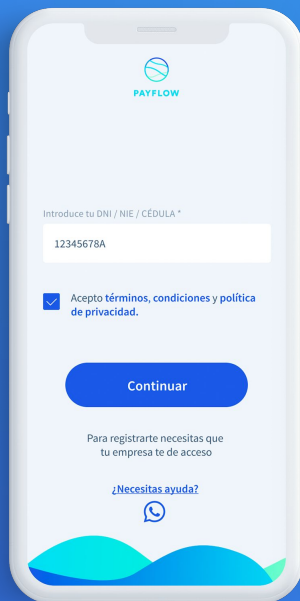 PAYFLOW
Introduce tu DNI / NIE / CÉDULA *
12345678A
Acepto términos, condiciones y política
de privacidad.
Continuar
Para registrarte necesitas que
tu empresa te de acceso
¿Necesitas ayuda?